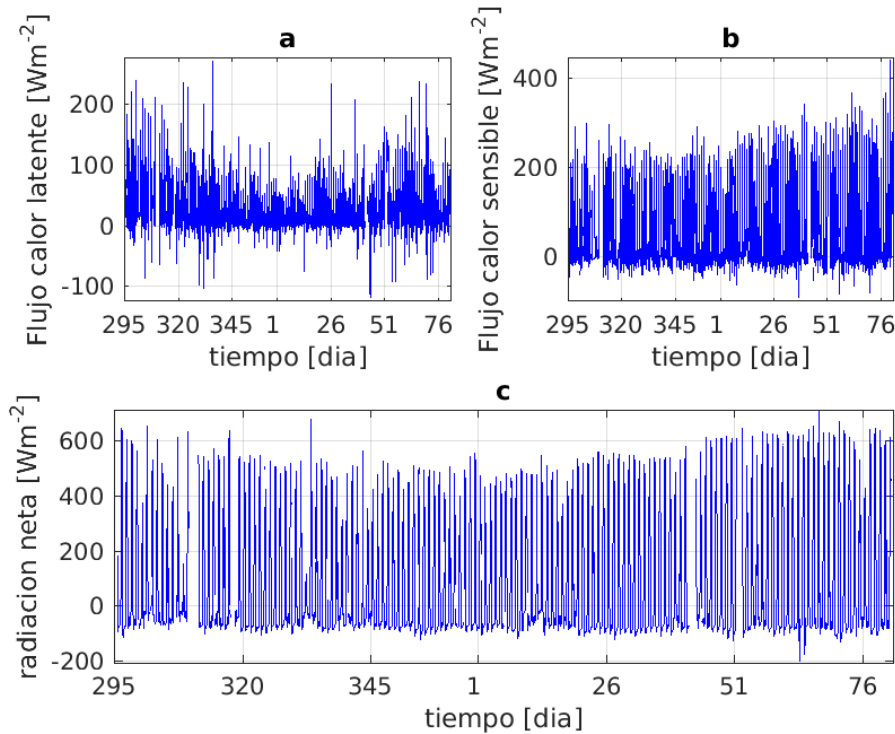 a
Flujo calor latente [Wm-2]
200
100
0
-100
295 320 345 1 26 51 76
tiempo [dia]
b
Flujo calor sensible [Wm-2]
400
200
0
295 320 345 1 26 51 76
tiempo [dia]
c
radiacion neta [Wm-2]
600
400
200
0
-200
295 320 345 1 26 51 76
tiempo [dia]